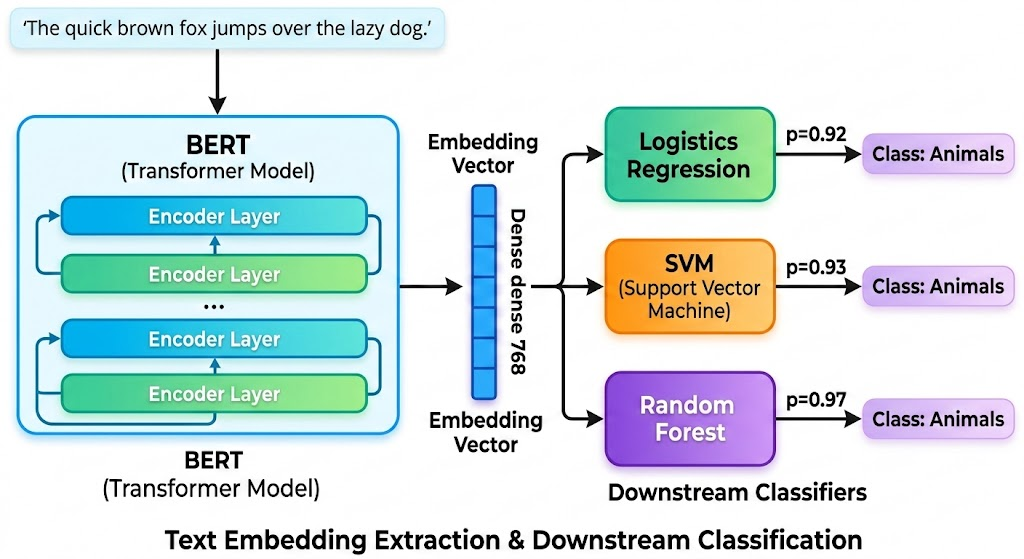 ‘The quick brown fox jumps over the lazy dog.’
BERT
(Transformer Model)
Encoder Layer
Encoder Layer
...
Encoder Layer
Encoder Layer
BERT
(Transformer Model)
Embedding
Vector
Dense dense 768
Embedding
Vector
Logistics
Regression
p=0.92
Class: Animals
SVM
(Support Vector
Machine)
p=0.93
Class: Animals
Random
Forest
p=0.97
Class: Animals
Downstream Classifiers
Text Embedding Extraction & Downstream Classification